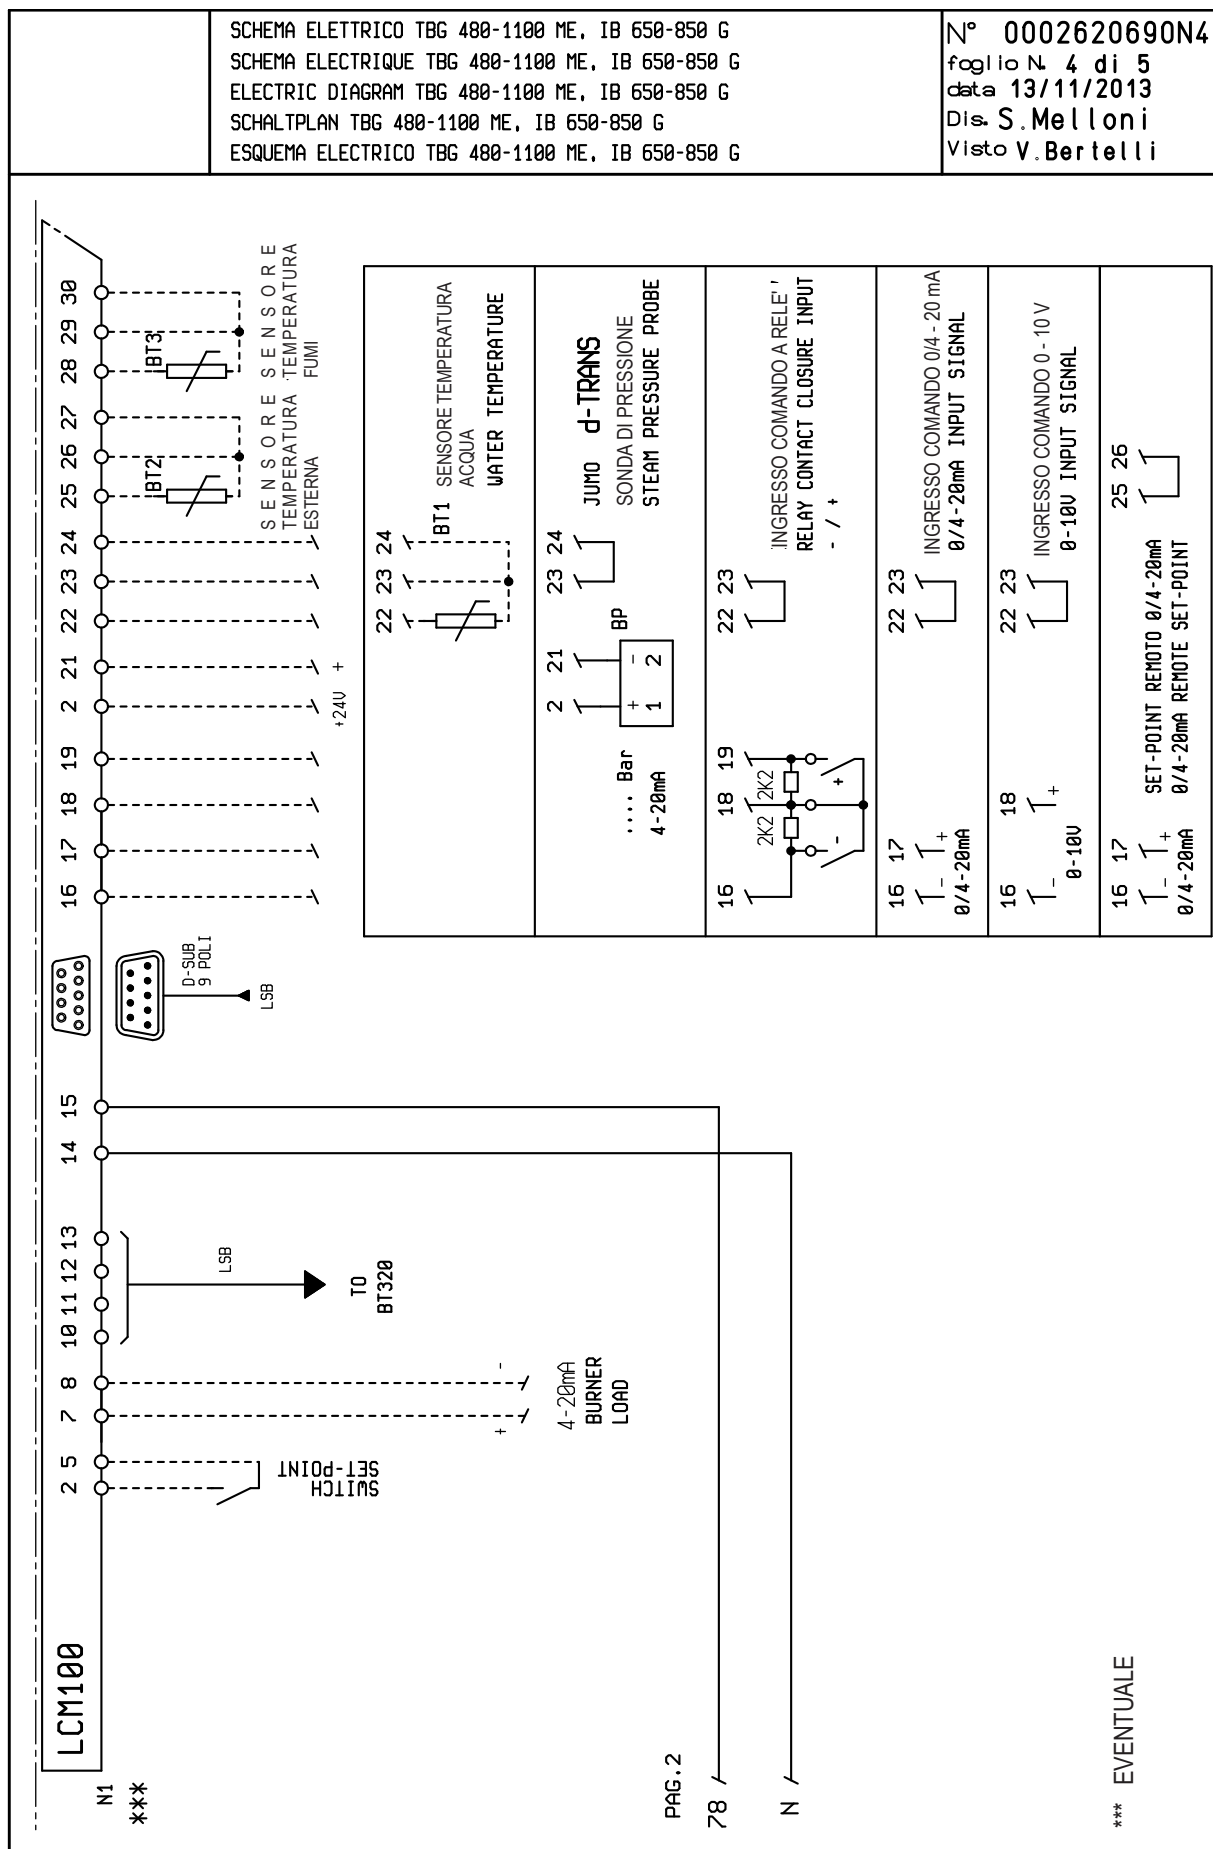 SCHEMA ELETTRICO TBG 480-1100 ME, IB 650-850 G
SCHEMA ELECTRIQUE TBG 480-1100 ME, IB 650-850 G
ELECTRIC DIAGRAM TBG 480-1100 ME, IB 650-850 G
SCHALTPLAN TBG 480-1100 ME, IB 650-850 G
ESQUEMA ELECTRICO TBG 480-1100 ME, IB 650-850 G
N° 0002620690N4
foglio N. 4 di 5
data 13/11/2013
Dis. S.Melloni
Visto V.Bertelli
LCM100
N1
***
2 5 7 8 10 11 12 13 14 15 16 17 18 19 2 21 22 23 24 25 26 27 28 29 30
SWITCH
SET-POINT
+ -
4-20mA
BURNER
LOAD
LSB
TO
BT320
D-SUB
9 POLI
LSB
+24V +
BT2
SENSORE
TEMPERATURA
ESTERNA
BT3
SENSORE
TEMPERATURA
FUMI
22 23 24
BT1
SENSORE TEMPERATURA
ACQUA
WATER TEMPERATURE
2 21 23 24
BP
+ -
1 2
.... Bar
4-20mA
JUMO d-TRANS
SONDA DI PRESSIONE
STEAM PRESSURE PROBE
16 18 19 22 23
2K2 2K2
- +
INGRESSO COMANDO A RELE' '
RELAY CONTACT CLOSURE INPUT
- / +
16 17 22 23
- +
0/4-20mA
INGRESSO COMANDO 0/4 - 20 mA
0/4-20mA INPUT SIGNAL
16 18 22 23
- +
0-10V
INGRESSO COMANDO 0 - 10 V
0-10V INPUT SIGNAL
16 17 25 26
- +
0/4-20mA
SET-POINT REMOTO 0/4-20mA
0/4-20mA REMOTE SET-POINT
PAG.2
78
N
*** EVENTUALE